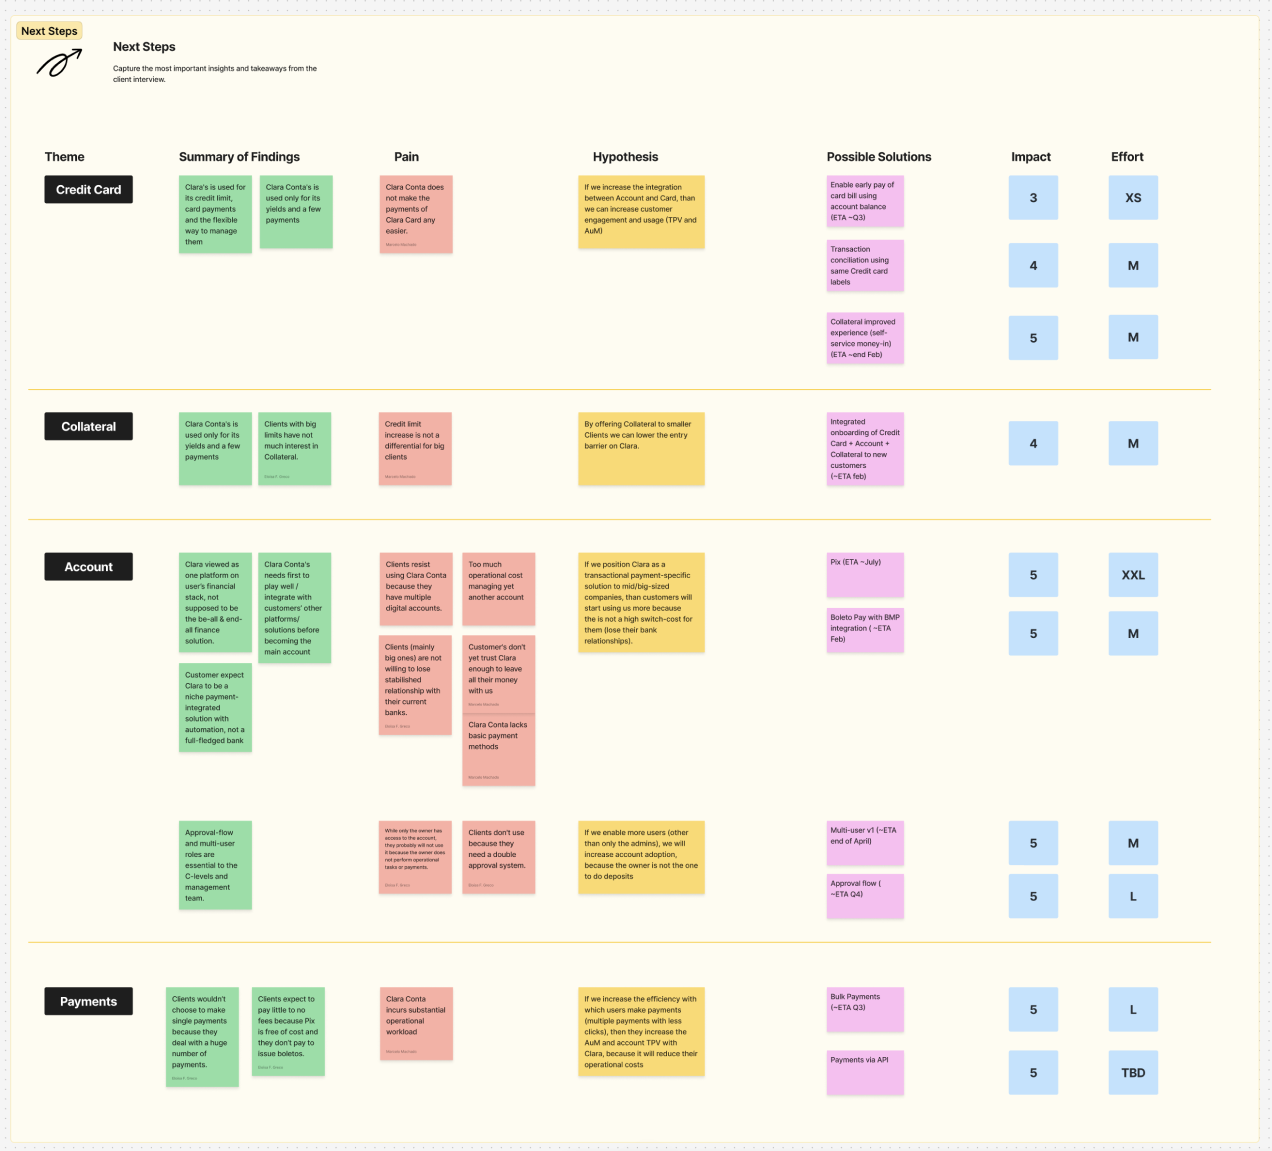 Next Steps
Next Steps
Capture the most important insights and takeaways from the
client interview.
Theme
Summary of Findings
Pain
Hypothesis
Possible Solutions
Impact
Effort
Credit Card
Clara's is used for
its credit limit,
card payments
and the flexible
way to manage
them
Clara Conta's is
used only for its
yields and a few
payments
Clara Conta does
not make the
payments of
Clara Card any
easier.
If we increase the integration
between Account and Card, than
we can increase customer
engagement and usage (TPV and
AuM)
Enable early pay of
card bill using
account balance
(ETA ~Q3)
3
XS
Transaction
conciliation using
same Credit card
labels
4
M
Collateral improved
experience (self-
service money-in)
(ETA ~end Feb)
5
M
Collateral
Clara Conta's is
used only for its
yields and a few
payments
Clients with big
limits have not
much interest in
Collateral.
Credit limit
increase is not a
differential for big
clients
By offering Collateral to smaller
Clients we can lower the entry
barrier on Clara.
Integrated
onboarding of Credit
Card + Account +
Collateral to new
customers
(~ETA feb)
4
M
Account
Clara viewed as
one platform on
user's financial
stack, not
supposed to be
the be-all & end-
all finance
solution.
Clara Conta's
needs first to
play well /
integrate with
customers' other
platforms/
solutions before
becoming the
main account
Customer expect
Clara to be a
niche payment-
integrated
solution with
automation, not a
full-fledged bank
Clients resist
using Clara Conta
because they
have multiple
digital accounts.
Too much
operational cost
managing yet
another account
Clients (mainly
big ones) are not
willing to lose
stabilished
relationship with
their current
banks.
Customer's don't
yet trust Clara
enough to leave
all their money
with us
Clara Conta lacks
basic payment
methods
If we position Clara as a
transactional payment-specific
solution to mid/big-sized
companies, than customers will
start using us more because
the is not a high switch-cost for
them (lose their bank
relationships).
Pix (ETA ~July)
5
XXL
Boleto Pay with BMP
integration ( ~ETA
Feb)
5
M
Approval-flow
and multi-user
roles are
essential to the
C-levels and
management
team.
While only the owner has
access to the account,
they probably will not use
it because the owner does
not perform operational
tasks or payments.
Clients don't use
because they
need a double
approval system.
If we enable more users (other
than only the admins), we will
increase account adoption,
because the owner is not the one
to do deposits
Multi-user v1 (~ETA
end of April)
5
M
Approval flow (
~ETA Q4)
5
L
Payments
Clients wouldn't
choose to make
single payments
because they
deal with a huge
number of
payments.
Clients expect to
pay little to no
fees because Pix
is free of cost and
they don't pay to
issue boletos.
Clara Conta
incurs substantial
operational
workload
If we increase the efficiency with
which users make payments
(multiple payments with less
clicks), then they increase the
AuM and account TPV with
Clara, because it will reduce their
operational costs
Bulk Payments
(~ETA Q3)
5
L
Payments via API
5
TBD